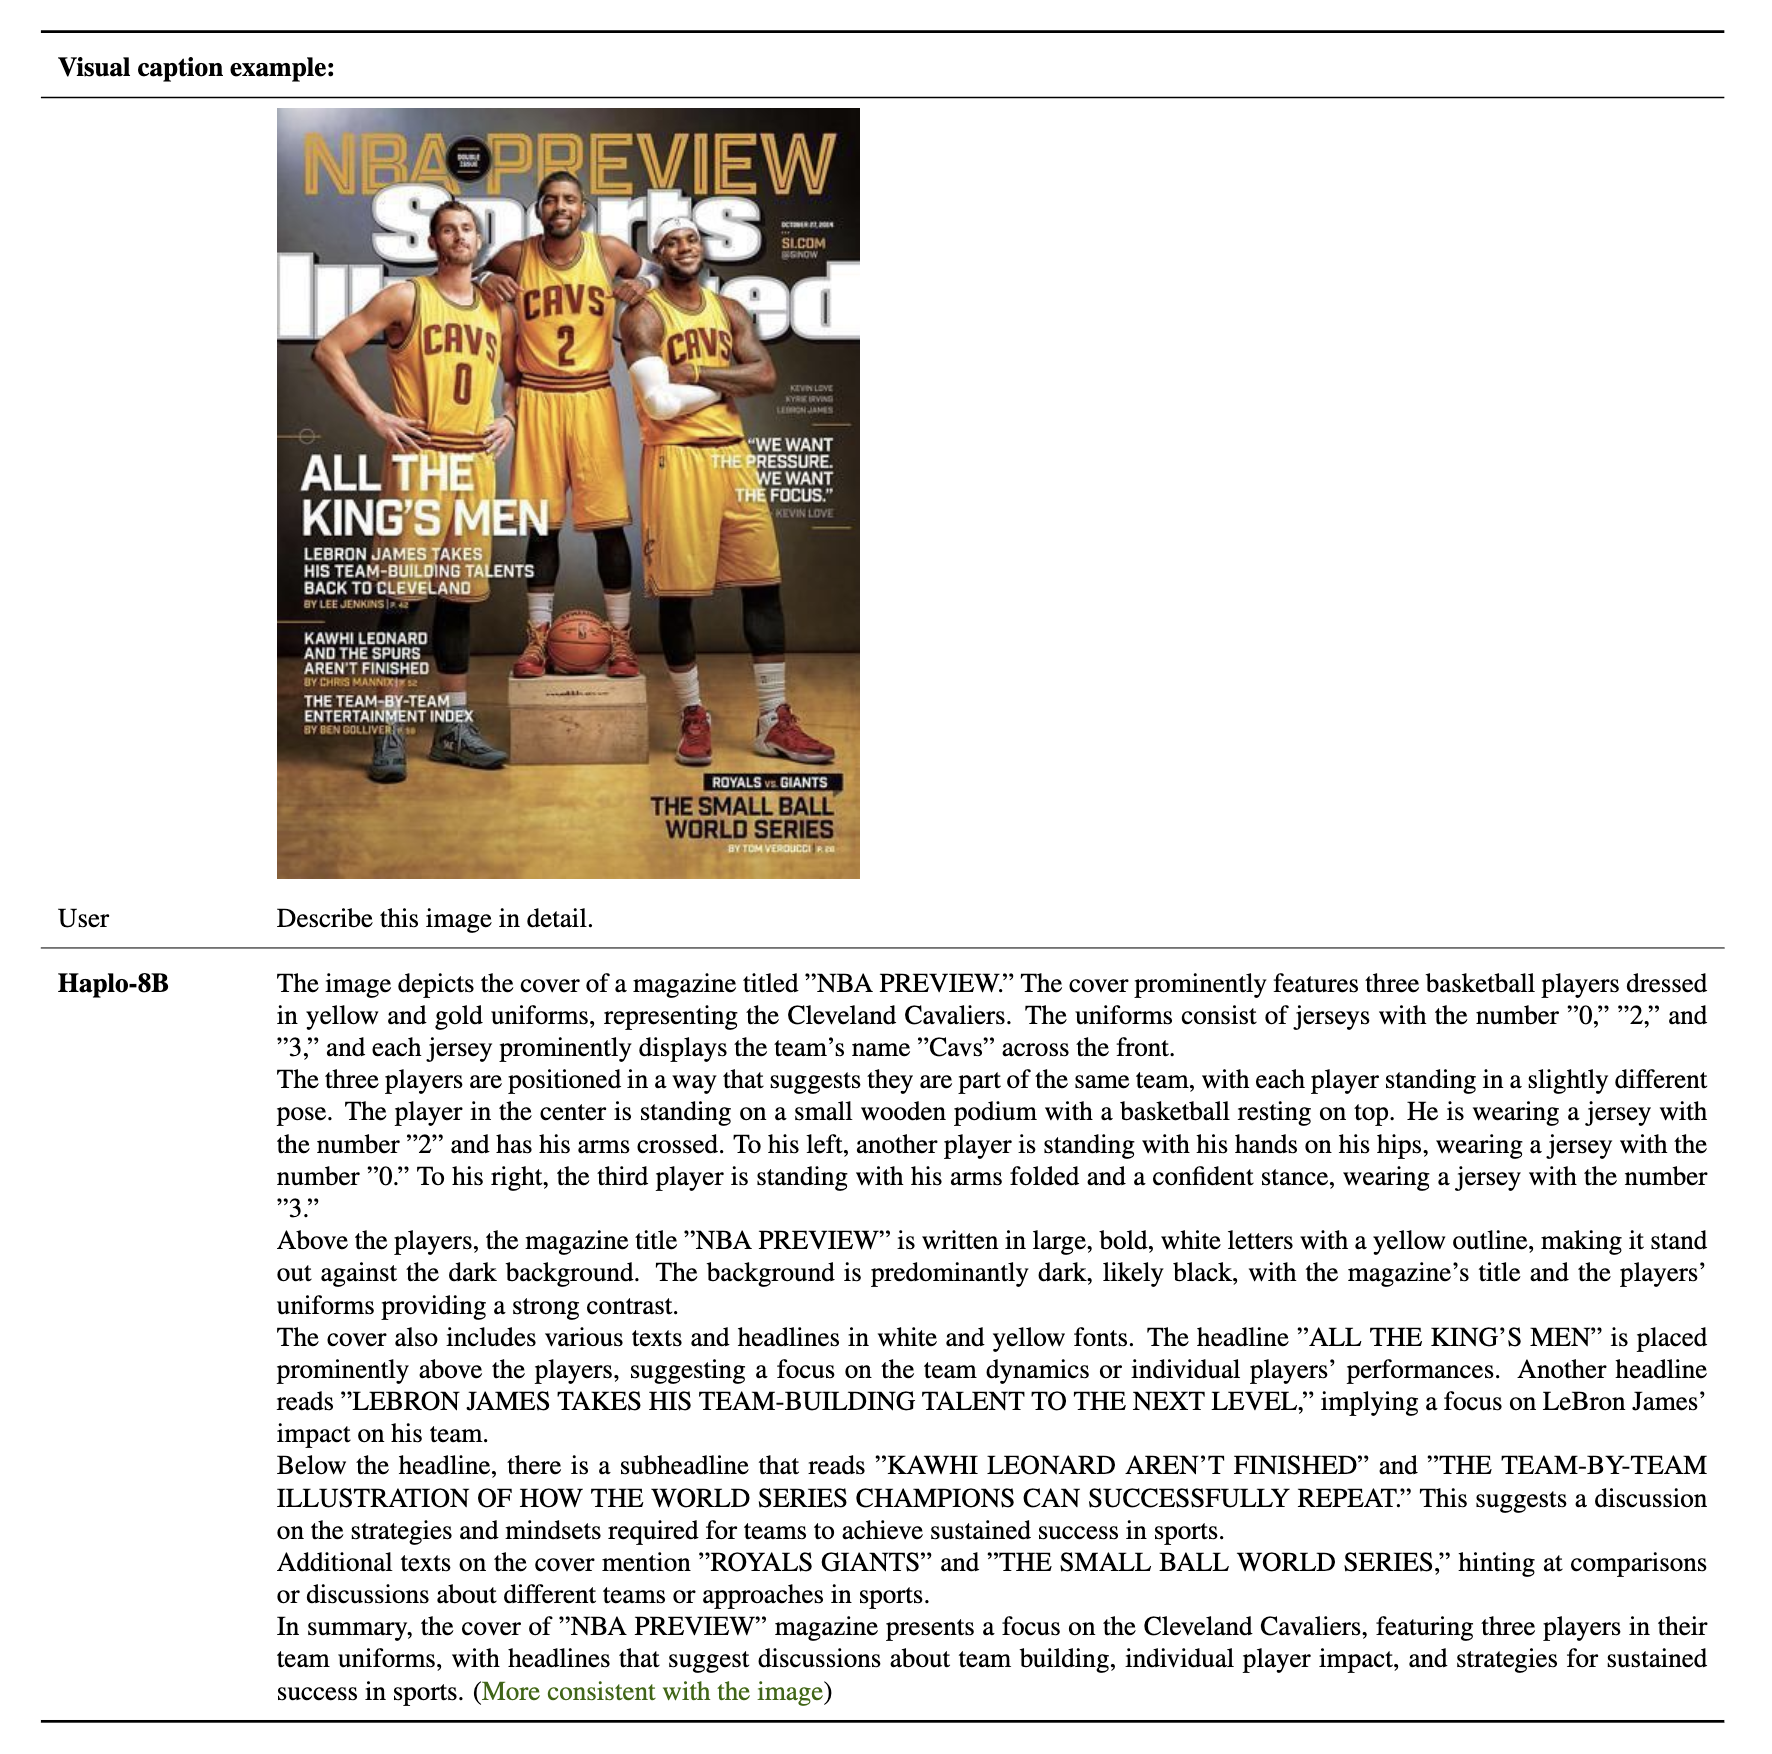 Visual caption example:
NBA PREVIEW
DOUBLE
ISSUE
Sports
Illustrated
OCTOBER 27, 2014
SI.COM
@SINOW
CAVS
0
CAVS
2
CAVS
KEVIN LOVE
KYRIE IRVING
LEBRON JAMES
“WE WANT
THE PRESSURE.
WE WANT
THE FOCUS.”
- KEVIN LOVE
ALL THE
KING’S MEN
LEBRON JAMES TAKES
HIS TEAM-BUILDING TALENTS
BACK TO CLEVELAND
BY LEE JENKINS | P. 42
KAWHI LEONARD
AND THE SPURS
AREN’T FINISHED
BY CHRIS MANNIX | P. 52
THE TEAM-BY-TEAM
ENTERTAINMENT INDEX
BY BEN GOLLIVER
ROYALS VS. GIANTS
THE SMALL BALL
WORLD SERIES
BY TOM VERDUCCI
User
Describe this image in detail.
Haplo-8B
The image depicts the cover of a magazine titled ”NBA PREVIEW.” The cover prominently features three basketball players dressed
in yellow and gold uniforms, representing the Cleveland Cavaliers. The uniforms consist of jerseys with the number ”0,” ”2,” and
”3,” and each jersey prominently displays the team’s name ”Cavs” across the front.
The three players are positioned in a way that suggests they are part of the same team, with each player standing in a slightly different
pose. The player in the center is standing on a small wooden podium with a basketball resting on top. He is wearing a jersey with
the number ”2” and has his arms crossed. To his left, another player is standing with his hands on his hips, wearing a jersey with the
number ”0.” To his right, the third player is standing with his arms folded and a confident stance, wearing a jersey with the number
”3.”
Above the players, the magazine title ”NBA PREVIEW” is written in large, bold, white letters with a yellow outline, making it stand
out against the dark background. The background is predominantly dark, likely black, with the magazine’s title and the players’
uniforms providing a strong contrast.
The cover also includes various texts and headlines in white and yellow fonts. The headline ”ALL THE KING’S MEN” is placed
prominently above the players, suggesting a focus on the team dynamics or individual players’ performances. Another headline
reads ”LEBRON JAMES TAKES HIS TEAM-BUILDING TALENT TO THE NEXT LEVEL,” implying a focus on LeBron James’
impact on his team.
Below the headline, there is a subheadline that reads ”KAWHI LEONARD AREN’T FINISHED” and ”THE TEAM-BY-TEAM
ILLUSTRATION OF HOW THE WORLD SERIES CHAMPIONS CAN SUCCESSFULLY REPEAT.” This suggests a discussion
on the strategies and mindsets required for teams to achieve sustained success in sports.
Additional texts on the cover mention ”ROYALS GIANTS” and ”THE SMALL BALL WORLD SERIES,” hinting at comparisons
or discussions about different teams or approaches in sports.
In summary, the cover of ”NBA PREVIEW” magazine presents a focus on the Cleveland Cavaliers, featuring three players in their
team uniforms, with headlines that suggest discussions about team building, individual player impact, and strategies for sustained
success in sports. (More consistent with the image)